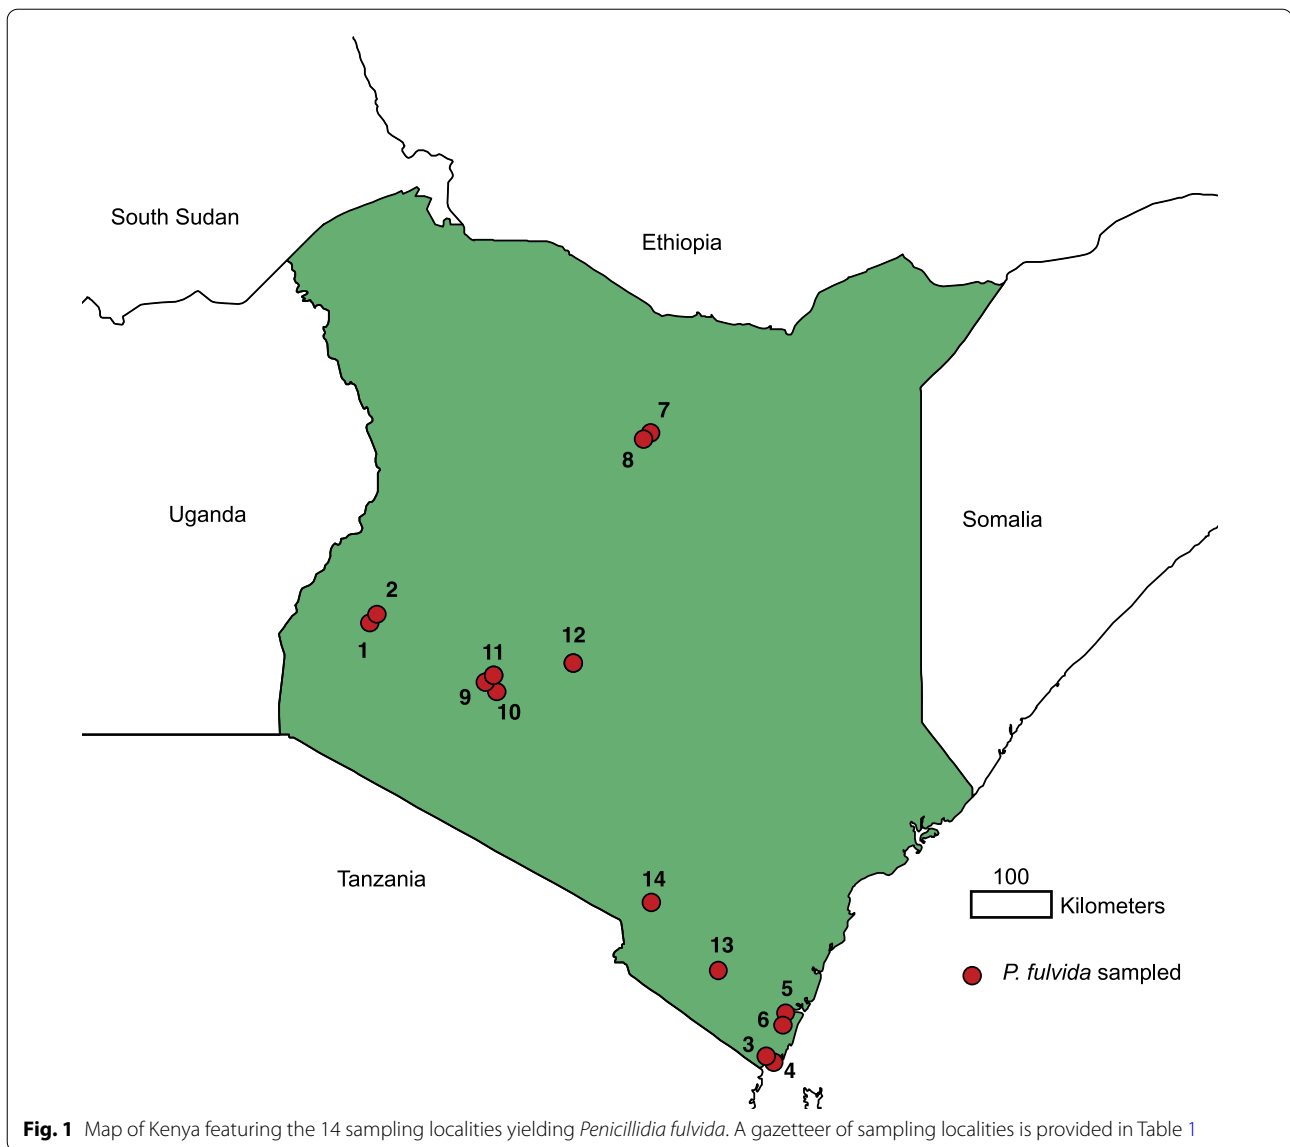 South Sudan
Ethiopia
7
8
Uganda
Somalia
2
1
12
11
9
10
Tanzania
14
100
Kilometers
13
P. fulvida sampled
5
6
3
4
Fig. 1 Map of Kenya featuring the 14 sampling localities yielding Penicillidia fulvida. A gazetteer of sampling localities is provided in Table 1